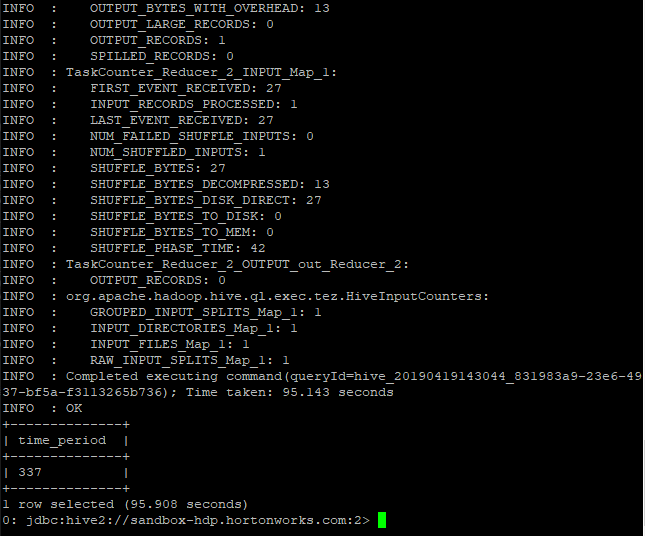 INFO  :     OUTPUT_BYTES_WITH_OVERHEAD: 13
INFO  :     OUTPUT_LARGE_RECORDS: 0
INFO  :     OUTPUT_RECORDS: 1
INFO  :     SPILLED_RECORDS: 0
INFO  : TaskCounter_Reducer_2_INPUT_Map_1:
INFO  :     FIRST_EVENT_RECEIVED: 27
INFO  :     INPUT_RECORDS_PROCESSED: 1
INFO  :     LAST_EVENT_RECEIVED: 27
INFO  :     NUM_FAILED_SHUFFLE_INPUTS: 0
INFO  :     NUM_SHUFFLED_INPUTS: 1
INFO  :     SHUFFLE_BYTES: 27
INFO  :     SHUFFLE_BYTES_DECOMPRESSED: 13
INFO  :     SHUFFLE_BYTES_DISK_DIRECT: 27
INFO  :     SHUFFLE_BYTES_TO_DISK: 0
INFO  :     SHUFFLE_BYTES_TO_MEM: 0
INFO  :     SHUFFLE_PHASE_TIME: 42
INFO  : TaskCounter_Reducer_2_OUTPUT_out_Reducer_2:
INFO  :     OUTPUT_RECORDS: 0
INFO  : org.apache.hadoop.hive.ql.exec.tez.HiveInputCounters:
INFO  :     GROUPED_INPUT_SPLITS_Map_1: 1
INFO  :     INPUT_DIRECTORIES_Map_1: 1
INFO  :     INPUT_FILES_Map_1: 1
INFO  :     RAW_INPUT_SPLITS_Map_1: 1
INFO  : Completed executing command(queryId=hive_20190419143044_831983a9-23e6-49
37-bf5a-f3113265b736); Time taken: 95.143 seconds
INFO  : OK
+--------------+
| time_period  |
+--------------+
| 337          |
+--------------+
1 row selected (95.908 seconds)
0: jdbc:hive2://sandbox-hdp.hortonworks.com:2>